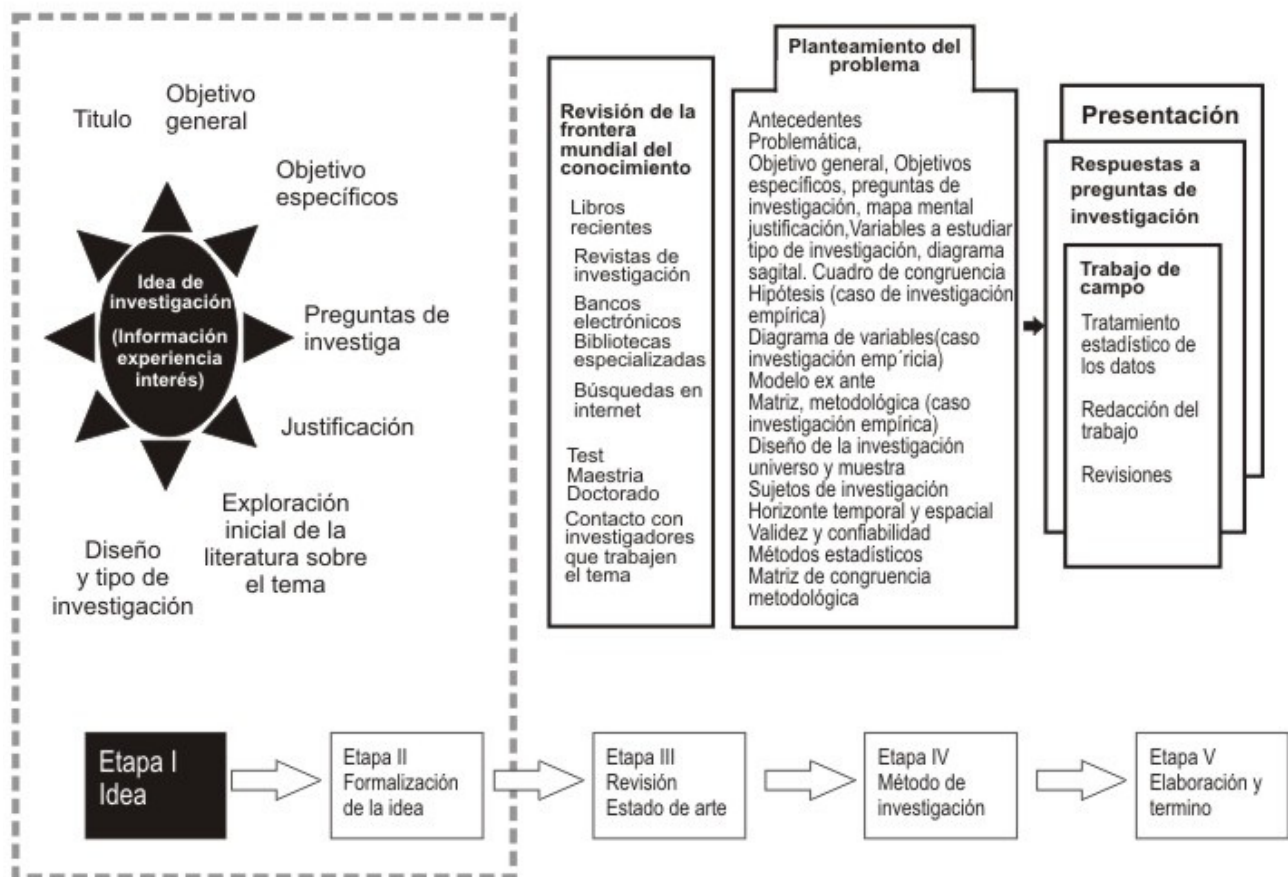 Titulo
Objetivo
general
Objetivo
específicos
Idea de
investigación
(Información
experiencia
interés)
Preguntas de
investiga
Justificación
Exploración
inicial de la
literatura sobre
el tema
Diseño
y tipo de
investigación
Revisión de la
frontera
mundial del
conocimiento
Libros
recientes
Revistas de
investigación
Bancos
electrónicos
Bibliotecas
especializadas
Búsquedas en
internet
Test
Maestria
Doctorado
Contacto con
investigadores
que trabajen
el tema
Planteamiento del
problema
Antecedentes
Problemática,
Objetivo general, Objetivos
específicos, preguntas de
investigación, mapa mental
justificación,Variables a estudiar
tipo de investigación, diagrama
sagital. Cuadro de congruencia
Hipótesis (caso de investigación
empírica)
Diagrama de variables(caso
investigación emp´ricia)
Modelo ex ante
Matriz, metodológica (caso
investigación empírica)
Diseño de la investigación
universo y muestra
Sujetos de investigación
Horizonte temporal y espacial
Validez y confiabilidad
Métodos estadísticos
Matriz de congruencia
metodológica
Presentación
Respuestas a
preguntas de
investigación
Trabajo de
campo
Tratamiento
estadístico de
los datos
Redacción del
trabajo
Revisiones
Etapa I
Idea
Etapa II
Formalización
de la idea
Etapa III
Revisión
Estado de arte
Etapa IV
Método de
investigación
Etapa V
Elaboración y
termino